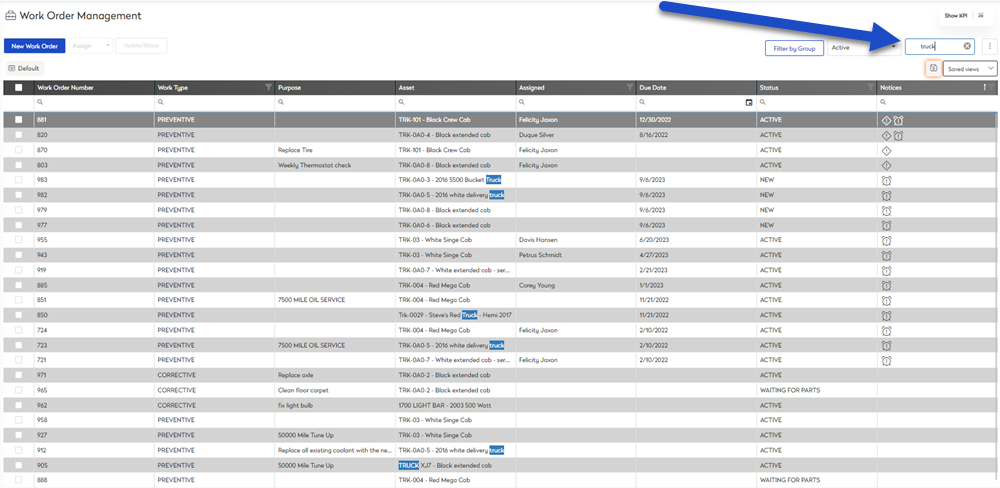 Work Order Management
Show KPI
New Work Order Assign Update Status Filter by Group Active truck
Default Saved views
Work Order Number Work Type Purpose Asset Assigned Due Date Status Notices
881 PREVENTIVE TRK-101 - Black Crew Cab Felicity Jaxon 12/30/2022 ACTIVE
820 PREVENTIVE TRK-0A0-4 - Black extended cab Duque Silver 8/16/2022 ACTIVE
870 PREVENTIVE Replace Tire TRK-101 - Black Crew Cab Felicity Jaxon ACTIVE
803 PREVENTIVE Weekly Thermostat check TRK-0A0-8 - Black extended cab Felicity Jaxon ACTIVE
983 PREVENTIVE TRK-0A0-3 - 2016 5500 Bucket Truck 9/6/2023 NEW
982 PREVENTIVE TRK-0A0-5 - 2016 white delivery truck 9/6/2023 NEW
979 PREVENTIVE TRK-0A0-8 - Black extended cab 9/6/2023 NEW
977 PREVENTIVE TRK-0A0-6 - Black extended cab 9/6/2023 NEW
955 PREVENTIVE TRK-03 - White Singe Cab Davis Hansen 6/20/2023 ACTIVE
943 PREVENTIVE TRK-03 - White Singe Cab Petrus Schmidt 4/27/2023 ACTIVE
919 PREVENTIVE TRK-0A0-7 - White extended cab - ser... 2/21/2023 ACTIVE
885 PREVENTIVE TRK-004 - Red Mega Cab Corey Young 1/1/2023 ACTIVE
851 PREVENTIVE 7500 MILE OIL SERVICE TRK-004 - Red Mega Cab 11/21/2022 ACTIVE
850 PREVENTIVE Trk-0029 - Steve's Red Truck - Hemi 2017 11/21/2022 ACTIVE
724 PREVENTIVE TRK-004 - Red Mega Cab Felicity Jaxon 2/10/2022 ACTIVE
723 PREVENTIVE 7500 MILE OIL SERVICE TRK-0A0-5 - 2016 white delivery truck 2/10/2022 ACTIVE
721 PREVENTIVE TRK-0A0-7 - White extended cab - ser... Felicity Jaxon 2/10/2022 ACTIVE
971 CORRECTIVE Replace axle TRK-0A0-2 - Black extended cab ACTIVE
965 CORRECTIVE Clean floor carpet TRK-0A0-2 - Black extended cab WAITING FOR PARTS
962 CORRECTIVE fix light bulb 1700 LIGHT BAR - 2003 500 Watt ACTIVE
958 PREVENTIVE TRK-03 - White Singe Cab ACTIVE
927 PREVENTIVE 50000 Mile Tune Up TRK-03 - White Singe Cab ACTIVE
912 PREVENTIVE Replace all existing coolant with the ne... TRK-0A0-5 - 2016 white delivery truck ACTIVE
905 PREVENTIVE 50000 Mile Tune Up TRUCK XJ7 - Black extended cab ACTIVE
888 PREVENTIVE TRK-004 - Red Mega Cab WAITING FOR PARTS